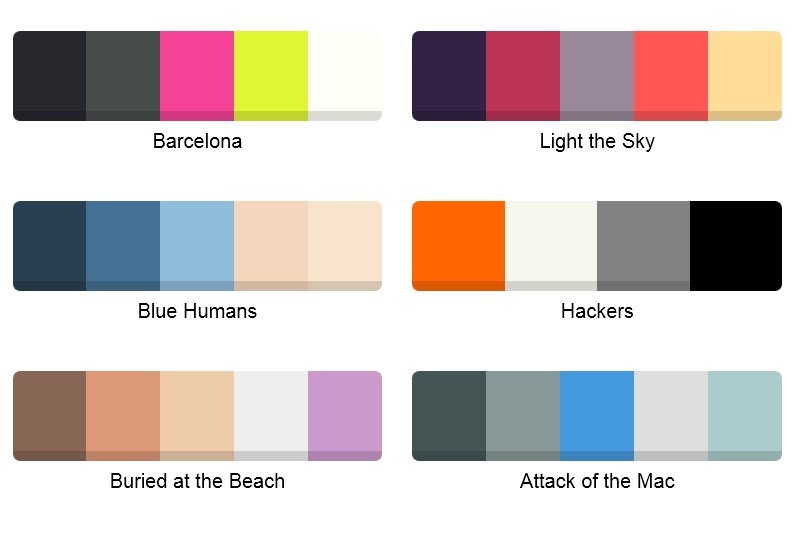 Barcelona
Light the Sky
Blue Humans
Hackers
Buried at the Beach
Attack of the Mac